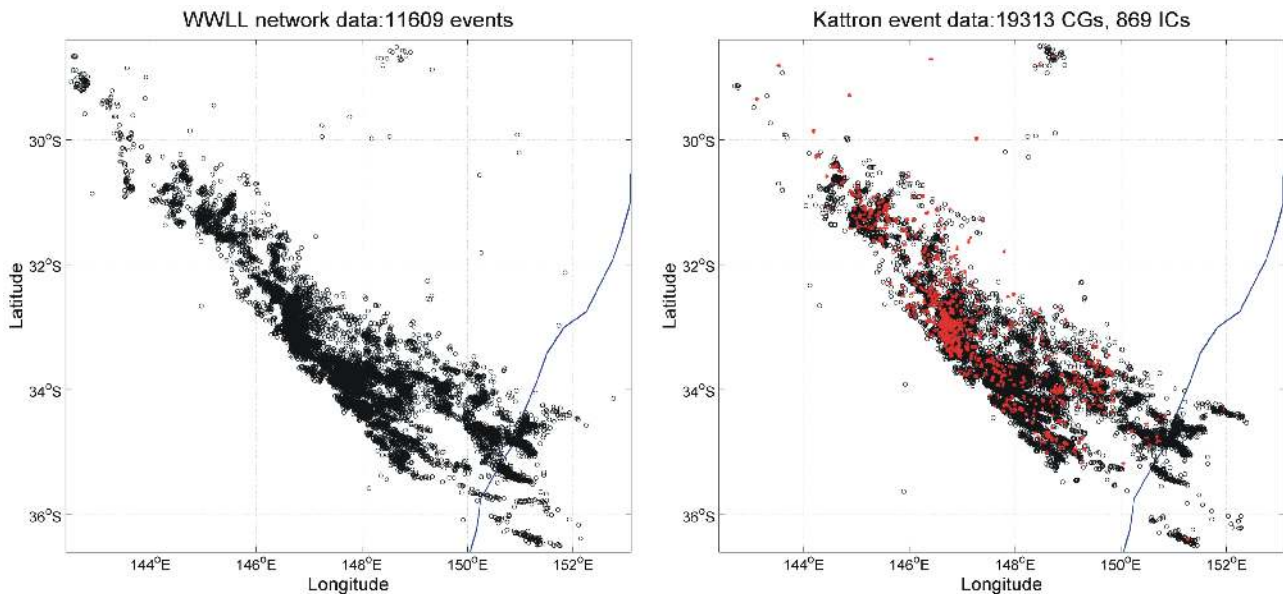 WWLL network data:11609 events
30°S
32°S
34°S
36°S
Latitude
144°E
146°E
148°E
150°E
152°E
Longitude
Kattron event data:19313 CGs, 869 ICs
30°S
32°S
34°S
36°S
Latitude
144°E
146°E
148°E
150°E
152°E
Longitude